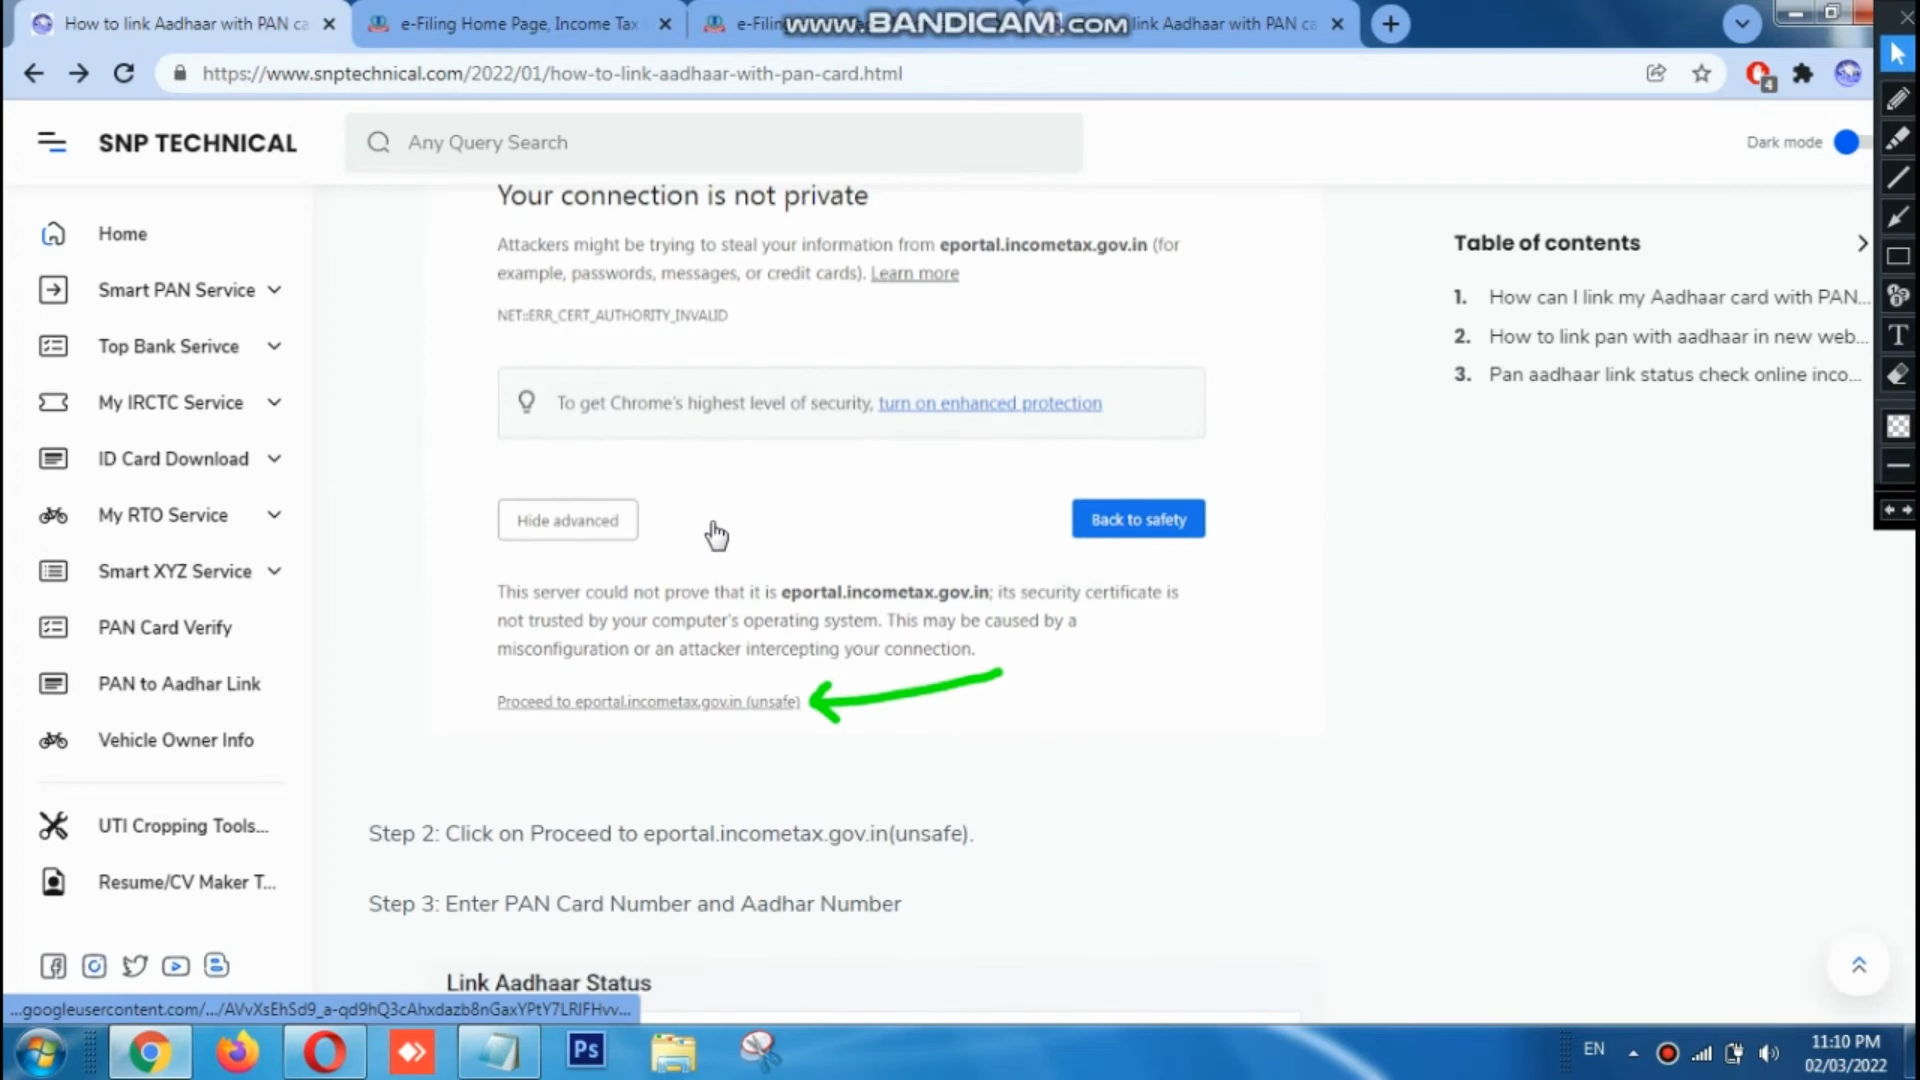 How to link Aadhaar with PAN ca
e-Filing Home Page, Income Tax
e-Filin
www.BANDICAM.com
link Aadhaar with PAN ca
https://www.snptechnical.com/2022/01/how-to-link-aadhaar-with-pan-card.html
4
SNP TECHNICAL
Any Query Search
Dark mode
Home
Smart PAN Service
Top Bank Serivce
My IRCTC Service
ID Card Download
My RTO Service
Smart XYZ Service
PAN Card Verify
PAN to Aadhar Link
Vehicle Owner Info
UTI Cropping Tools...
Resume/CV Maker T...
Your connection is not private
Attackers might be trying to steal your information from eportal.incometax.gov.in (for
example, passwords, messages, or credit cards). Learn more
NET::ERR_CERT_AUTHORITY_INVALID
To get Chrome's highest level of security, turn on enhanced protection
Hide advanced
Back to safety
This server could not prove that it is eportal.incometax.gov.in; its security certificate is
not trusted by your computer's operating system. This may be caused by a
misconfiguration or an attacker intercepting your connection.
Proceed to eportal.incometax.gov.in (unsafe)
Step 2: Click on Proceed to eportal.incometax.gov.in(unsafe).
Step 3: Enter PAN Card Number and Aadhar Number
Link Aadhaar Status
Table of contents
1. How can I link my Aadhaar card with PAN...
2. How to link pan with aadhaar in new web...
3. Pan aadhaar link status check online inco...
T
Ps
EN
11:10 PM
02/03/2022